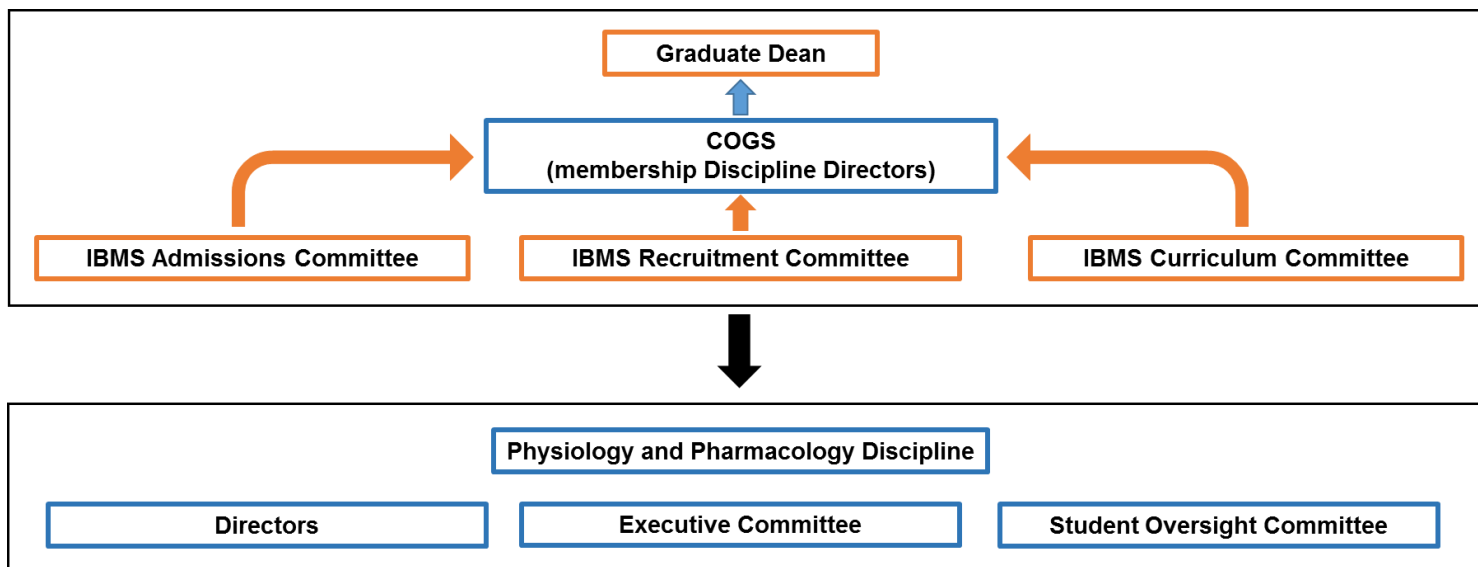 Graduate Dean
COGS
(membership Discipline Directors)
IBMS Admissions Committee
IBMS Recruitment Committee
IBMS Curriculum Committee
Physiology and Pharmacology Discipline
Directors
Executive Committee
Student Oversight Committee